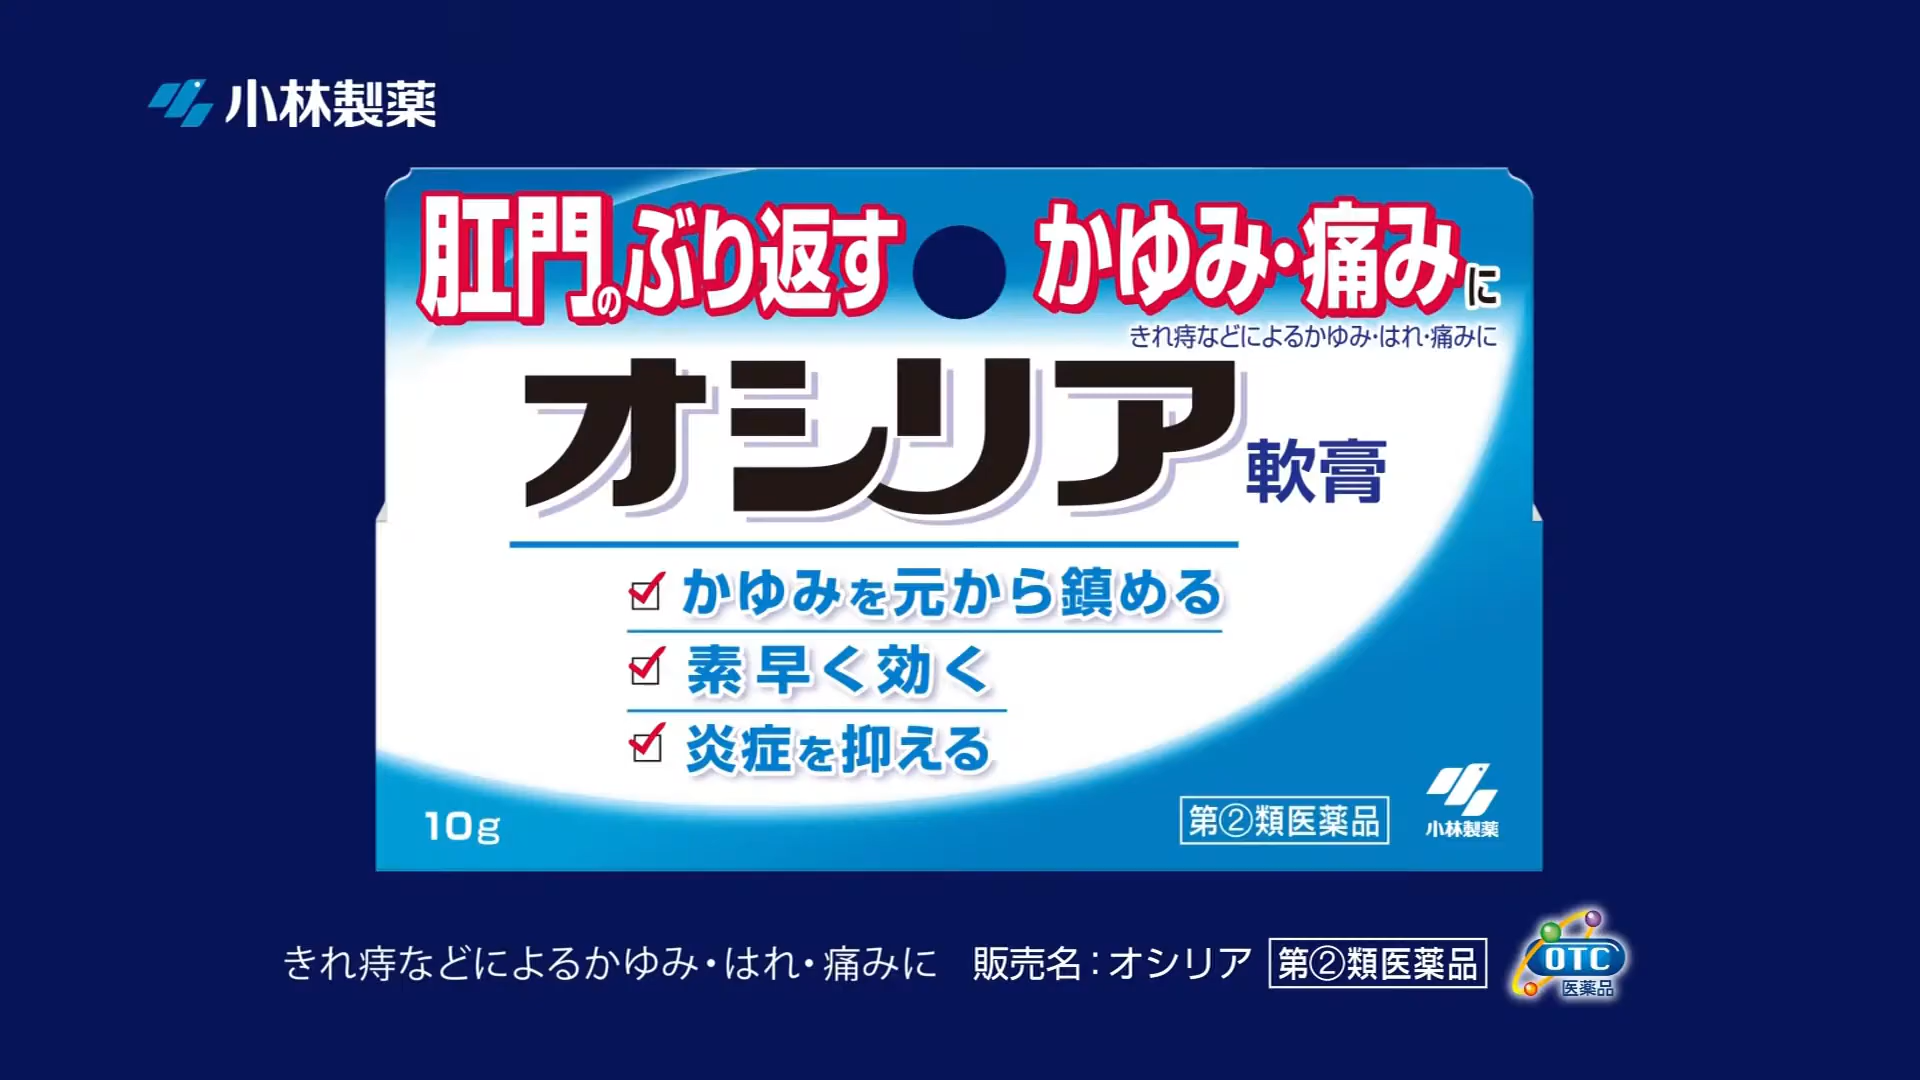 小林製薬
肛門のぶり返す かゆみ・痛みに
きれ痔などによるかゆみ・はれ・痛みに
オシリア軟膏
かゆみを元から鎮める
素早く効く
炎症を抑える
10g
第②類医薬品
小林製薬
きれ痔などによるかゆみ・はれ・痛みに 販売名：オシリア 第②類医薬品
OTC
医薬品